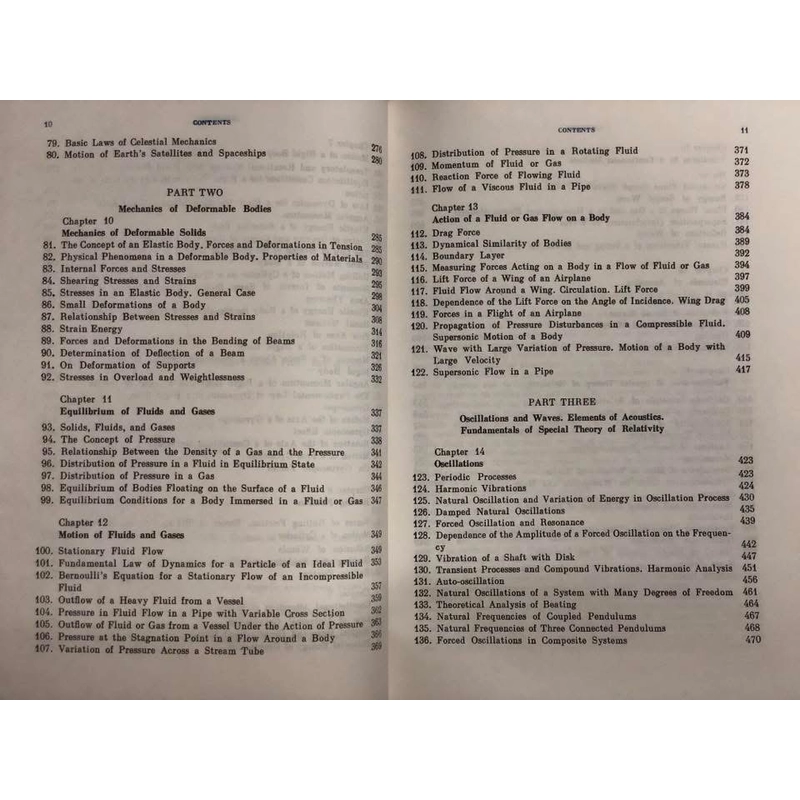 10 CONTENTS
79. Basic Laws of Celestial Mechanics 276
80. Motion of Earth's Satellites and Spaceships 280
PART TWO
Mechanics of Deformable Bodies
Chapter 10
Mechanics of Deformable Solids 285
81. The Concept of an Elastic Body. Forces and Deformations in Tension 285
82. Physical Phenomena in a Deformable Body. Properties of Materials 290
83. Internal Forces and Stresses 293
84. Shearing Stresses and Strains 295
85. Stresses in an Elastic Body. General Case 298
86. Small Deformations of a Body 304
87. Relationship Between Stresses and Strains 308
88. Strain Energy 314
89. Forces and Deformations in the Bending of Beams 316
90. Determination of Deflection of a Beam 321
91. On Deformation of Supports 326
92. Stresses in Overload and Weightlessness 332
Chapter 11
Equilibrium of Fluids and Gases 337
93. Solids, Fluids, and Gases 337
94. The Concept of Pressure 338
95. Relationship Between the Density of a Gas and the Pressure 341
96. Distribution of Pressure in a Fluid in Equilibrium State 342
97. Distribution of Pressure in a Gas 344
98. Equilibrium of Bodies Floating on the Surface of a Fluid 346
99. Equilibrium Conditions for a Body Immersed in a Fluid or Gas 347
Chapter 12
Motion of Fluids and Gases 349
100. Stationary Fluid Flow 349
101. Fundamental Law of Dynamics for a Particle of an Ideal Fluid 353
102. Bernoulli's Equation for a Stationary Flow of an Incompressible
Fluid 357
103. Outflow of a Heavy Fluid from a Vessel 359
104. Pressure in Fluid Flow in a Pipe with Variable Cross Section 362
105. Outflow of Fluid or Gas from a Vessel Under the Action of Pressure 363
106. Pressure at the Stagnation Point in a Flow Around a Body 366
107. Variation of Pressure Across a Stream Tube 369
CONTENTS 11
108. Distribution of Pressure in a Rotating Fluid 371
109. Momentum of Fluid or Gas 372
110. Reaction Force of Flowing Fluid 373
111. Flow of a Viscous Fluid in a Pipe 378
Chapter 13
Action of a Fluid or Gas Flow on a Body 384
112. Drag Force 384
113. Dynamical Similarity of Bodies 389
114. Boundary Layer 392
115. Measuring Forces Acting on a Body in a Flow of Fluid or Gas 394
116. Lift Force of a Wing of an Airplane 397
117. Fluid Flow Around a Wing. Circulation. Lift Force 399
118. Dependence of the Lift Force on the Angle of Incidence. Wing Drag 405
119. Forces in a Flight of an Airplane 408
120. Propagation of Pressure Disturbances in a Compressible Fluid.
Supersonic Motion of a Body 409
121. Wave with Large Variation of Pressure. Motion of a Body with
Large Velocity 415
122. Supersonic Flow in a Pipe 417
PART THREE
Oscillations and Waves. Elements of Acoustics.
Fundamentals of Special Theory of Relativity
Chapter 14
Oscillations 423
123. Periodic Processes 423
124. Harmonic Vibrations 424
125. Natural Oscillation and Variation of Energy in Oscillation Process 430
126. Damped Natural Oscillations 435
127. Forced Oscillation and Resonance 439
128. Dependence of the Amplitude of a Forced Oscillation on the Frequen-
cy 442
129. Vibration of a Shaft with Disk 447
130. Transient Processes and Compound Vibrations. Harmonic Analysis 451
131. Auto-oscillation 456
132. Natural Oscillations of a System with Many Degrees of Freedom 461
133. Theoretical Analysis of Beating 464
134. Natural Frequencies of Coupled Pendulums 467
135. Natural Frequencies of Three Connected Pendulums 468
136. Forced Oscillations in Composite Systems 470